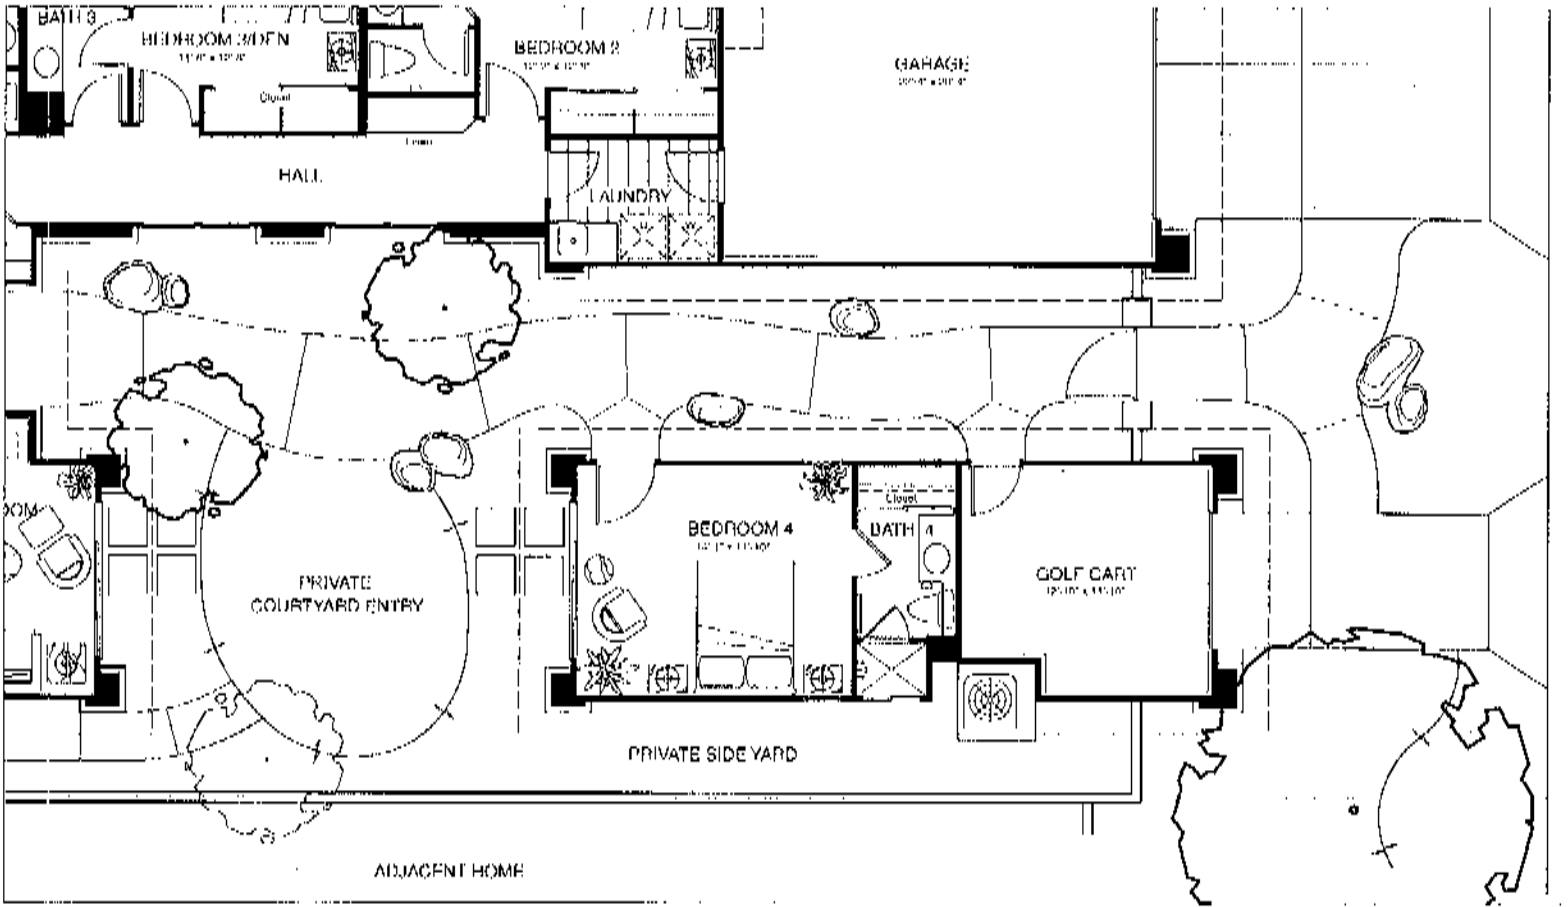 BATH 3
BEDROOM 3/DEN
BEDROOM 2
GARAGE
Closet
Linen
HALL
LAUNDRY
BEDROOM 4
Closet
BATH 4
GOLF CART
PRIVATE
COURTYARD ENTRY
PRIVATE SIDE YARD
ADJACENT HOME